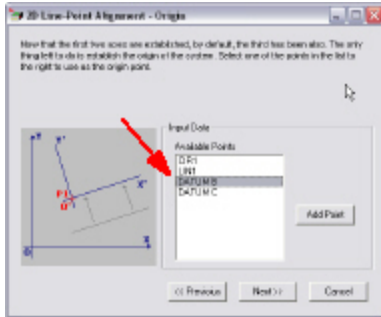 2D Line-Point Alignment - Origin
Now that the first two axes are established, by default, the third has been also. The only
thing left to do is establish the origin of the system. Select one of the points in the list to
the right to use as the origin point.
Input Data
Available Points
CIR1
LIN1
DATUM B
DATUM C
Add Point
<< Previous
Next >>
Cancel